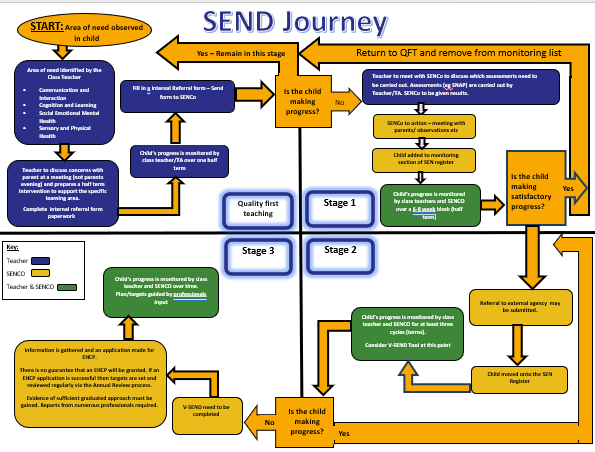 SEND Journey
START: Area of need observed
in child
Yes – Remain in this stage
Return to QFT and remove from monitoring list
Area of need identified by the
Class Teacher
• Communication and
Interaction
• Cognition and Learning
• Social Emotional Mental
Health
• Sensory and Physical
Health
Fill in a Internal Referral form – Send
form to SENCo
Is the child
making
progress?
No
Teacher to meet with SENCo to discuss which assessments need to
be carried out. Assessments (eg SNAP) are carried out by
Teacher/TA. SENCo to be given results.
SENCo to action – meeting with
parents/ observations etc
Child added to monitoring
section of SEN register
Child's progress is monitored by
class teacher/TA over one half
term
Teacher to discuss concerns with
parent at a meeting (not parents
evening) and prepares a half term
intervention to support the specific
learning area.
Complete internal referral form
paperwork
Child's progress is monitored
by class teachers and SENCO
over a 6-8 week block (half
term)
Is the child
making
satisfactory
progress?
Yes
Quality first
teaching
Stage 1
Stage 3
Stage 2
Key:
Teacher
SENCO
Teacher & SENCO
Child's progress is monitored by class
teacher and SENCO over time.
Plan/targets guided by professionals
input
Referral to external agency may
be submitted.
Child's progress is monitored by class
teacher and SENCO for at least three
cycles (terms).
Consider V-SEND Tool at this point
Child moved onto the SEN
Register
Information is gathered and an application made for
EHCP.
There is no guarantee that an EHCP will be granted. If an
EHCP application is successful then targets are set and
reviewed regularly via the Annual Review process.
Evidence of sufficient graduated approach must be
gained. Reports from numerous professionals required.
V-SEND need to be
completed
No
Is the child
making
progress?
Yes